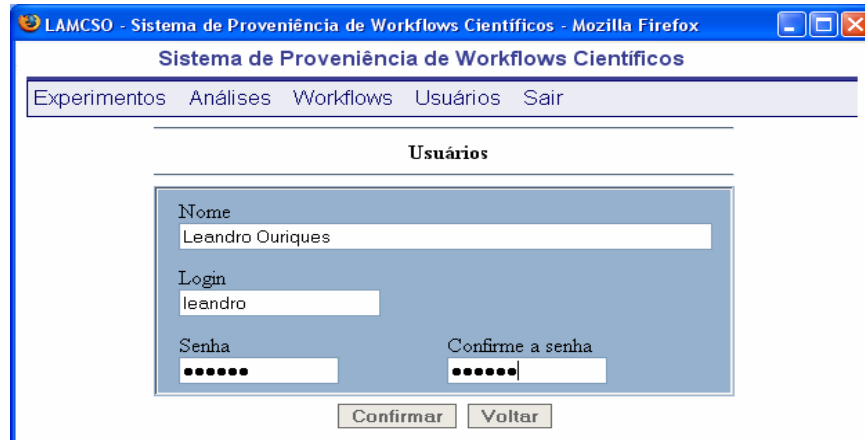 LAMCSO - Sistema de Proveniência de Workflows Científicos - Mozilla Firefox
Sistema de Proveniência de Workflows Científicos
Experimentos Análises Workflows Usuários Sair
Usuários
Nome
Leandro Ouriques
Login
leandro
Senha Confirme a senha
●●●●●● ●●●●●●
Confirmar Voltar